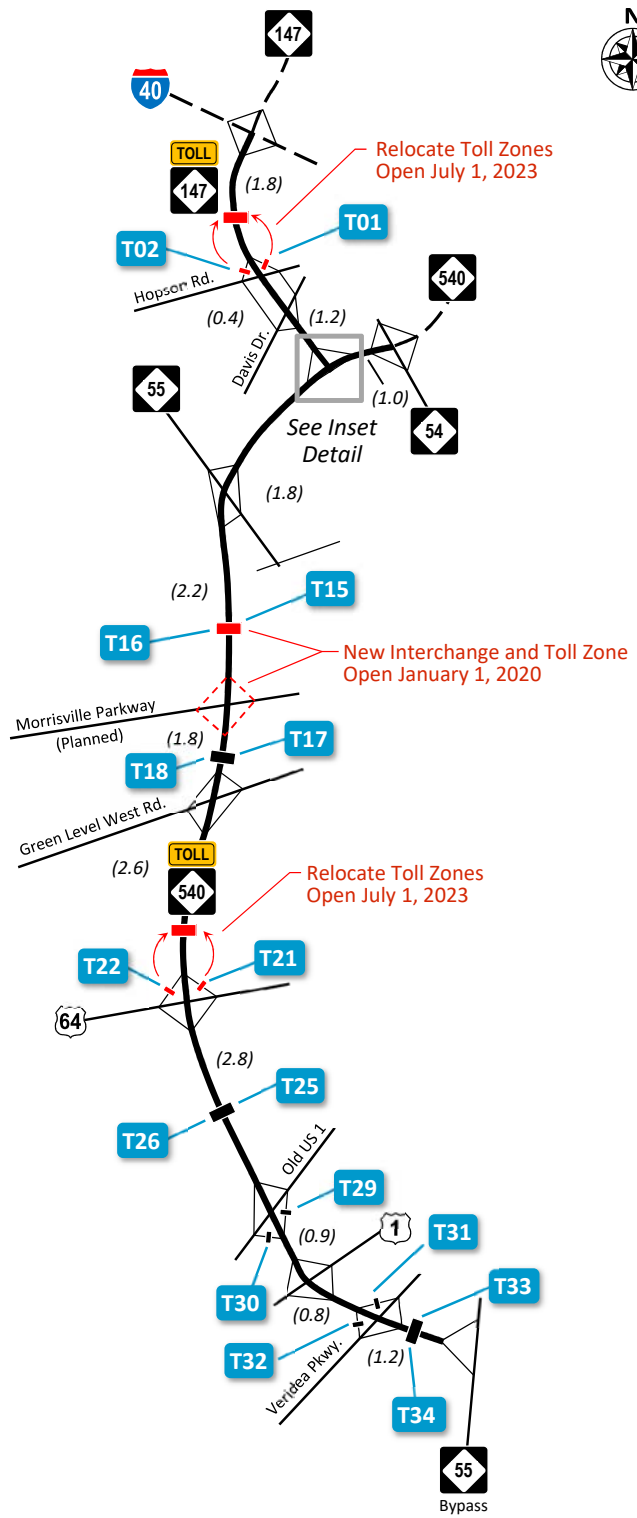 N
147
40
TOLL
147
(1.8)
Relocate Toll Zones
Open July 1, 2023
T01
T02
Hopson Rd.
(0.4)
(1.2)
Davis Dr.
540
(1.0)
55
54
See Inset
Detail
(1.8)
(2.2)
T15
T16
New Interchange and Toll Zone
Open January 1, 2020
Morrisville Parkway
(Planned)
(1.8)
T17
T18
Green Level West Rd.
TOLL
(2.6)
540
Relocate Toll Zones
Open July 1, 2023
T22
T21
64
(2.8)
T25
T26
Old US 1
T29
(0.9)
1
T30
T31
(0.8)
T33
T32
(1.2)
Veridea Pkwy.
T34
55
Bypass